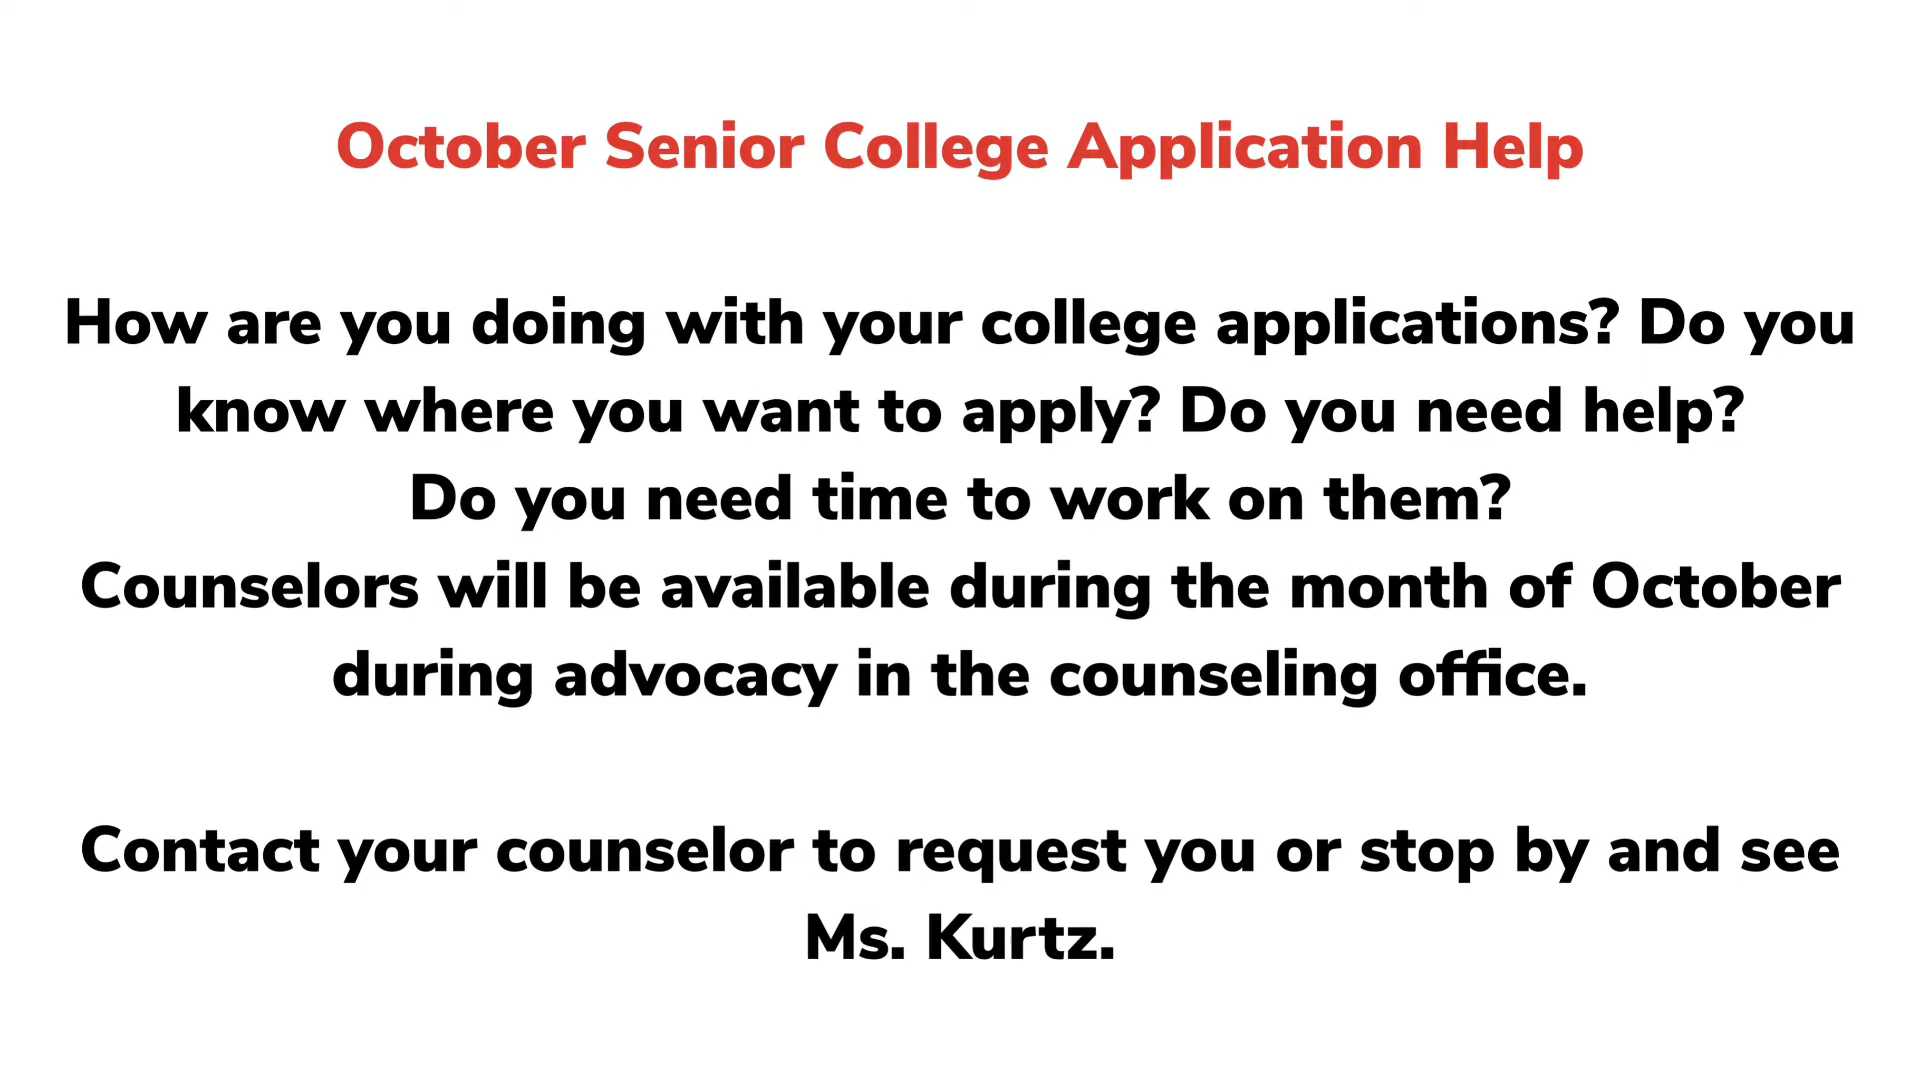 October Senior College Application Help
How are you doing with your college applications? Do you
know where you want to apply? Do you need help?
Do you need time to work on them?
Counselors will be available during the month of October
during advocacy in the counseling office.
Contact your counselor to request you or stop by and see
Ms. Kurtz.